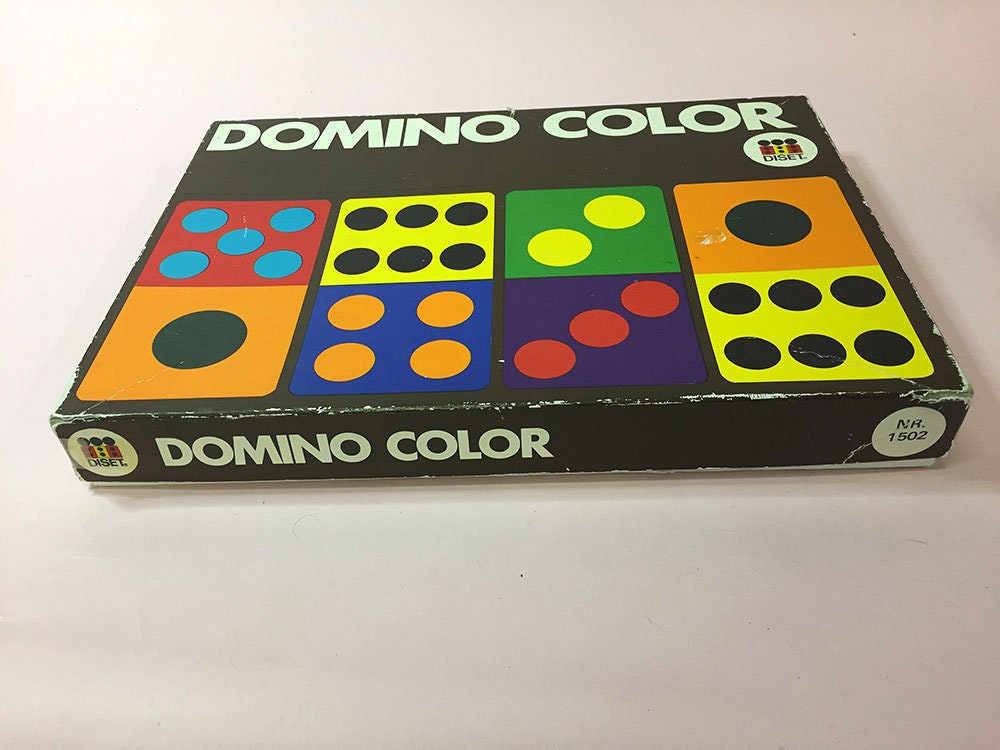 DOMINO COLOR
DISET
DISET
DOMINO COLOR
NR.
1502